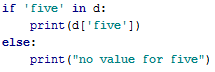 if 'five' in d:
    print(d['five'])
else:
    print("no value for five")